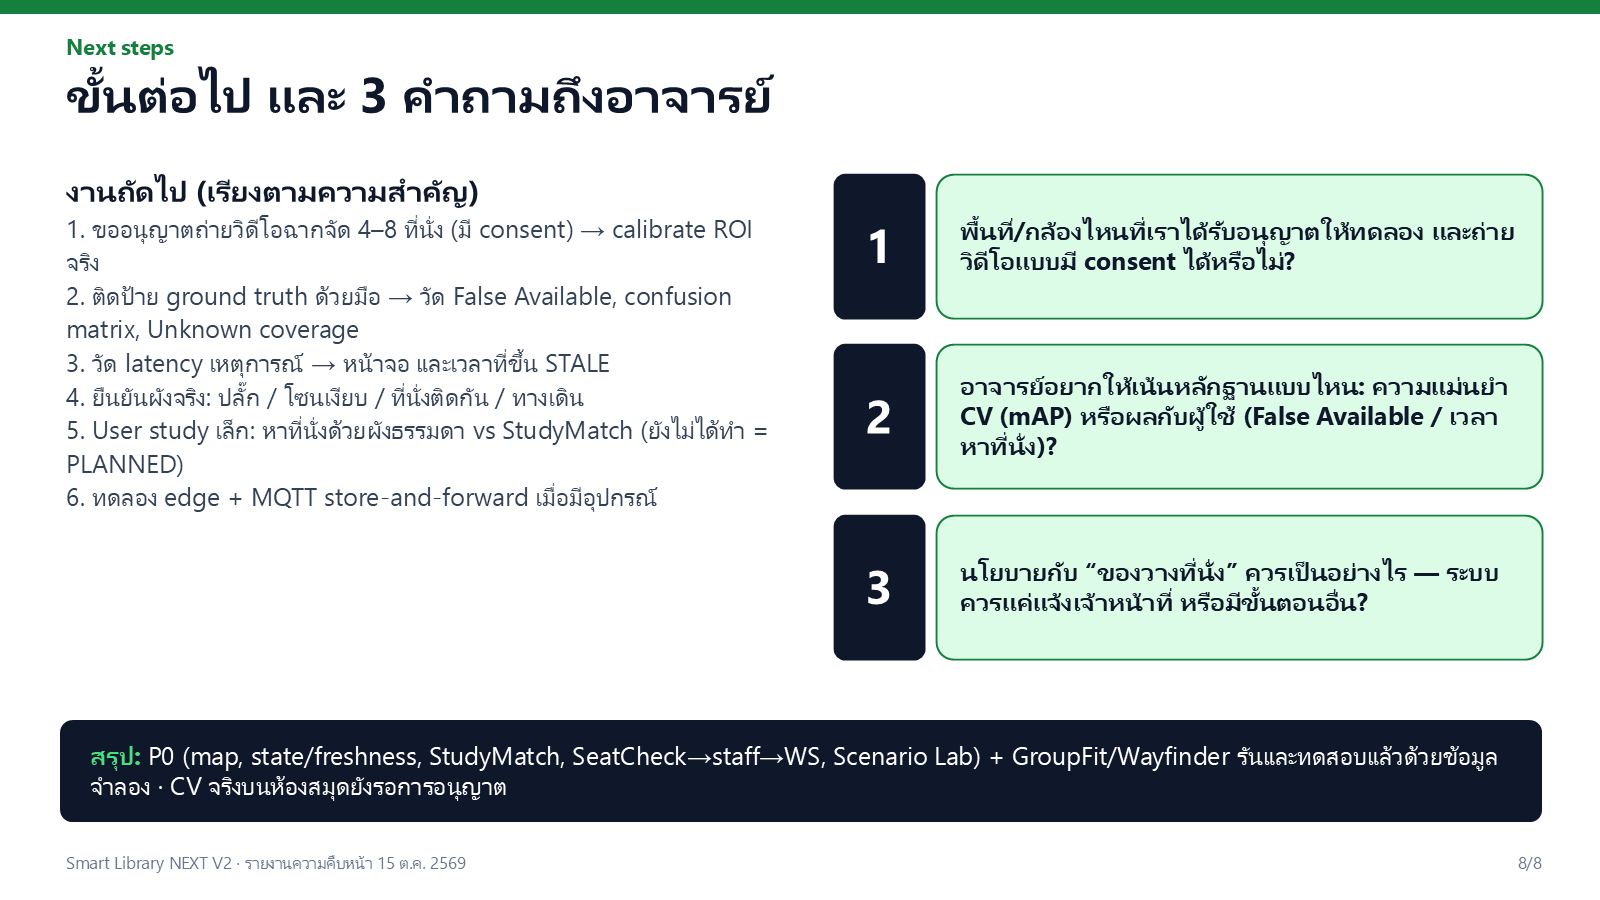 Next steps
ขั้นต่อไป และ 3 คำถามถึงอาจารย์
งานถัดไป (เรียงตามความสำคัญ)
1. ขออนุญาตถ่ายวิดีโอฉากจัด 4–8 ที่นั่ง (มี consent) → calibrate ROI
จริง
2. ติดป้าย ground truth ด้วยมือ → วัด False Available, confusion
matrix, Unknown coverage
3. วัด latency เหตุการณ์ → หน้าจอ และเวลาที่ขึ้น STALE
4. ยืนยันผังจริง: ปลั๊ก / โซนเงียบ / ที่นั่งติดกัน / ทางเดิน
5. User study เล็ก: หาที่นั่งด้วยผังธรรมดา vs StudyMatch (ยังไม่ได้ทำ =
PLANNED)
6. ทดลอง edge + MQTT store-and-forward เมื่อมีอุปกรณ์
1
พื้นที่/กล้องไหนที่เราได้รับอนุญาตให้ทดลอง และถ่าย
วิดีโอแบบมี consent ได้หรือไม่?
2
อาจารย์อยากให้เน้นหลักฐานแบบไหน: ความแม่นยำ
CV (mAP) หรือผลกับผู้ใช้ (False Available / เวลา
หาที่นั่ง)?
3
นโยบายกับ “ของวางที่นั่ง” ควรเป็นอย่างไร — ระบบ
ควรแค่แจ้งเจ้าหน้าที่ หรือมีขั้นตอนอื่น?
สรุป: P0 (map, state/freshness, StudyMatch, SeatCheck→staff→WS, Scenario Lab) + GroupFit/Wayfinder รันและทดสอบแล้วด้วยข้อมูล
จำลอง · CV จริงบนห้องสมุดยังรอการอนุญาต
Smart Library NEXT V2 · รายงานความคืบหน้า 15 ต.ค. 2569
8/8